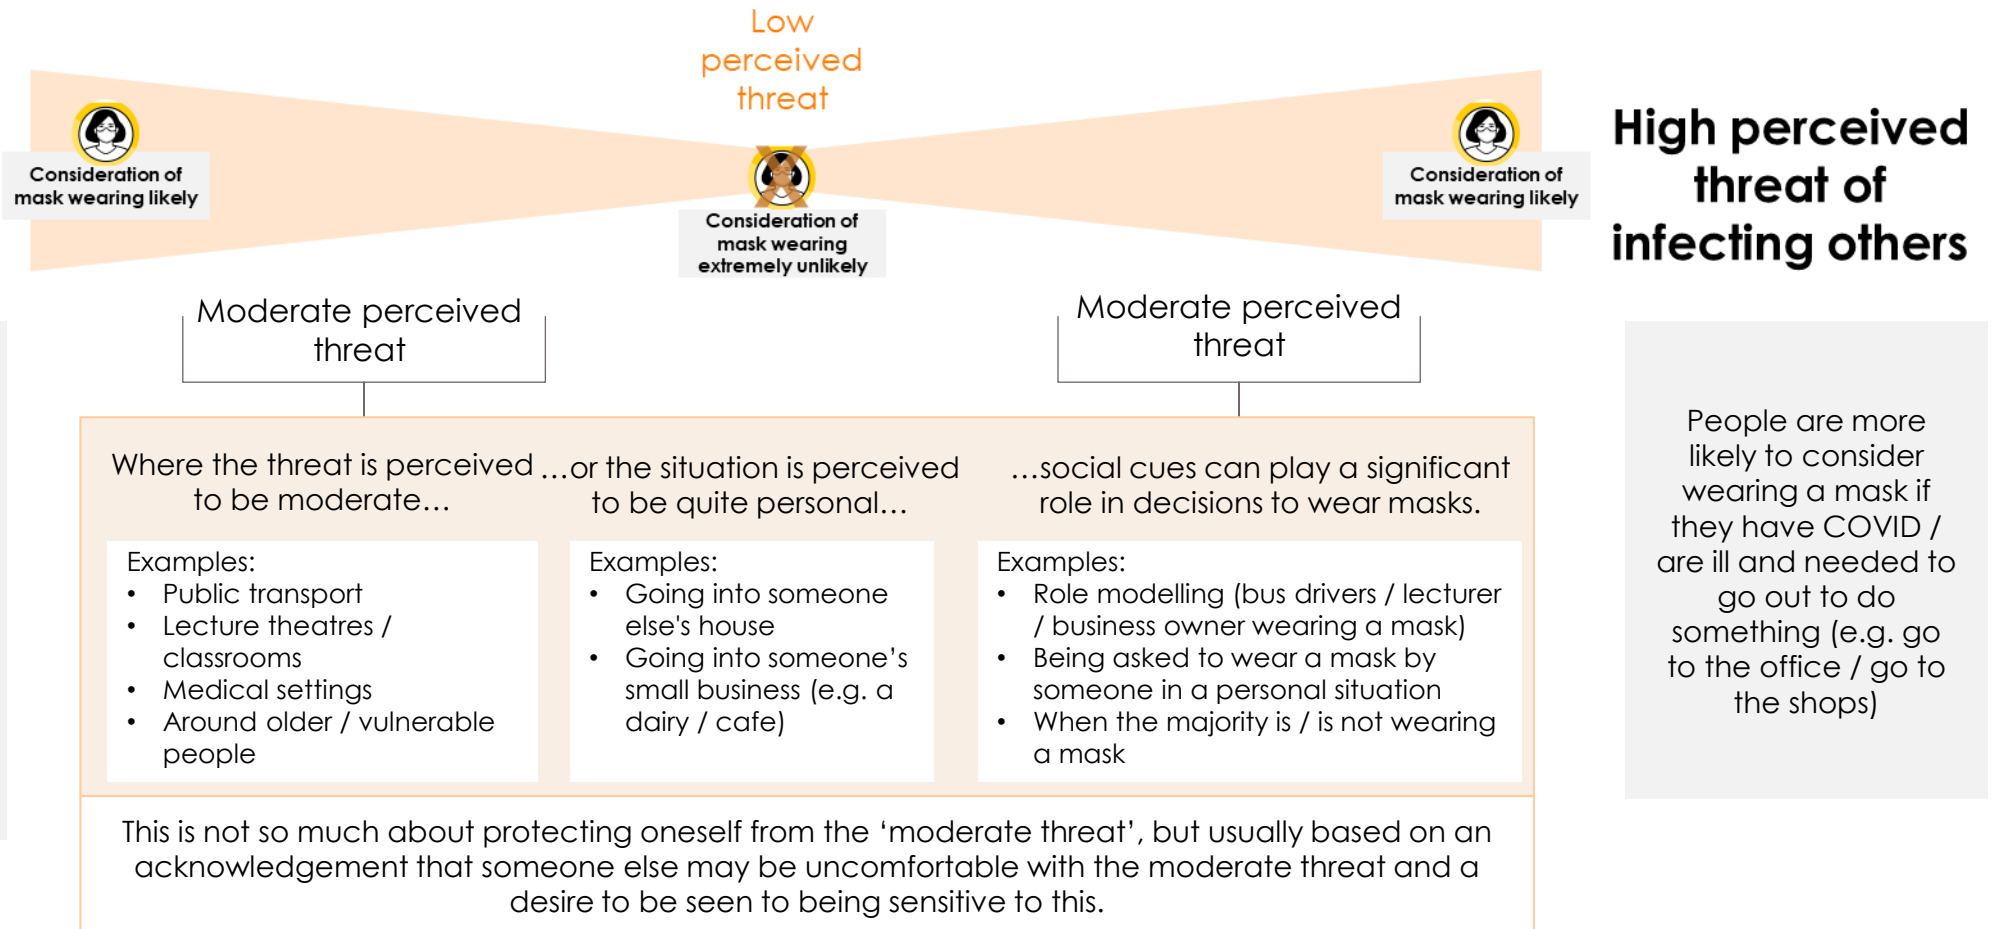 Low
perceived
threat
Consideration of
mask wearing likely
Consideration of
mask wearing
extremely unlikely
Consideration of
mask wearing likely
High perceived
threat of
infecting others
Moderate perceived
threat
Moderate perceived
threat
Where the threat is perceived
to be moderate…
Examples:
• Public transport
• Lecture theatres /
classrooms
• Medical settings
• Around older / vulnerable
people
…or the situation is perceived
to be quite personal…
Examples:
• Going into someone
else's house
• Going into someone’s
small business (e.g. a
dairy / cafe)
…social cues can play a significant
role in decisions to wear masks.
Examples:
• Role modelling (bus drivers / lecturer
/ business owner wearing a mask)
• Being asked to wear a mask by
someone in a personal situation
• When the majority is / is not wearing
a mask
This is not so much about protecting oneself from the ‘moderate threat’, but usually based on an
acknowledgement that someone else may be uncomfortable with the moderate threat and a
desire to be seen to being sensitive to this.
People are more
likely to consider
wearing a mask if
they have COVID /
are ill and needed to
go out to do
something (e.g. go
to the office / go to
the shops)